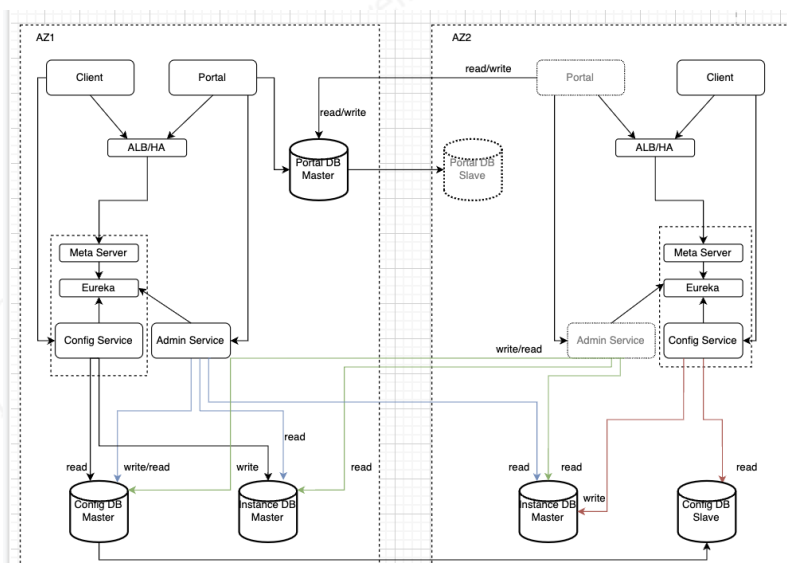 AZ1
AZ2
Client
Portal
read/write
Portal
Client
read/write
ALB/HA
Portal DB
Master
Portal DB
Slave
ALB/HA
Meta Server
Meta Server
Eureka
Eureka
Config Service
Admin Service
write/read
Admin Service
Config Service
read
read
write/read
write
read
read
read
write
read
Config DB
Master
Instance DB
Master
Instance DB
Master
Config DB
Slave